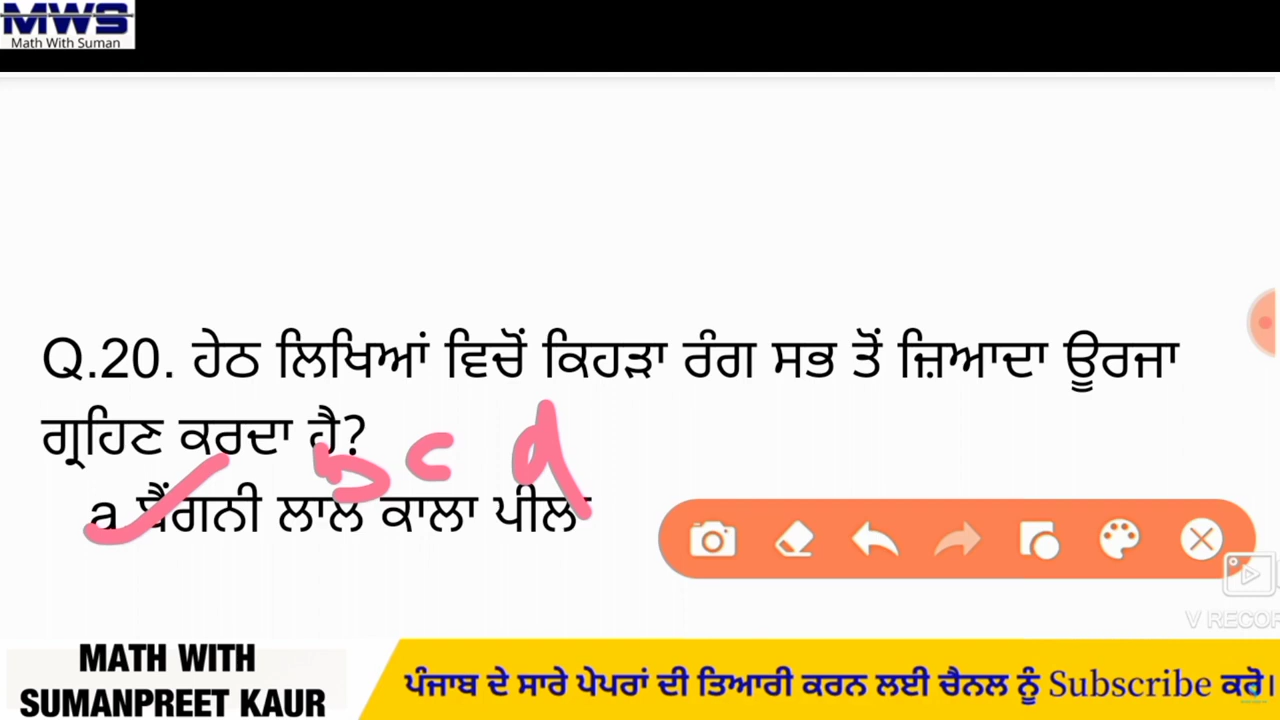 MWS
Math With Suman
Q.20. ਹੇਠ ਲਿਖਿਆਂ ਵਿਚੋਂ ਕਿਹੜਾ ਰੰਗ ਸਭ ਤੋਂ ਜ਼ਿਆਦਾ ਊਰਜਾ
ਗ੍ਰਹਿਣ ਕਰਦਾ ਹੈ?
b c d
a ਬੈਂਗਨੀ ਲਾਲ ਕਾਲਾ ਪੀਲਾ
V RECOR
MATH WITH
SUMANPREET KAUR
ਪੰਜਾਬ ਦੇ ਸਾਰੇ ਪੇਪਰਾਂ ਦੀ ਤਿਆਰੀ ਕਰਨ ਲਈ ਚੈਨਲ ਨੂੰ Subscribe ਕਰੋ।